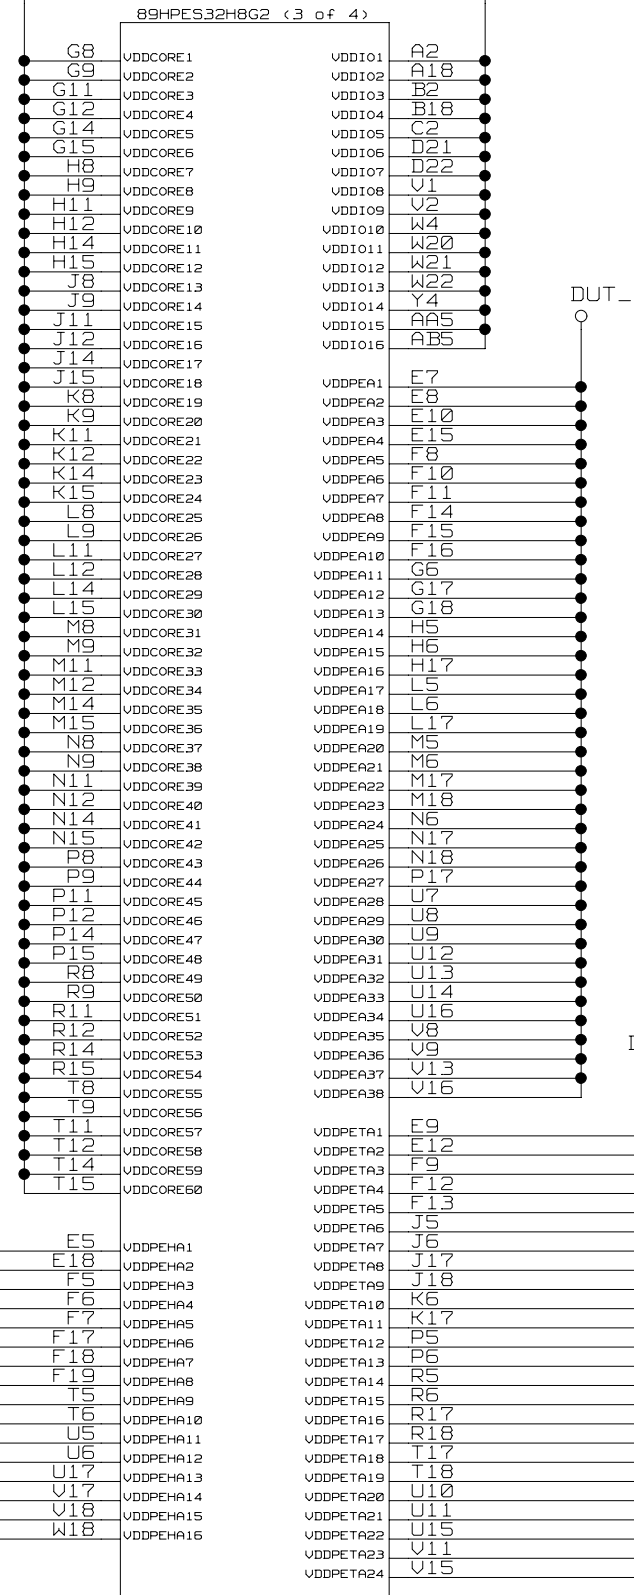 89HPES32H8G2 (3 of 4)
G8 VDDCORE1
G9 VDDCORE2
G11 VDDCORE3
G12 VDDCORE4
G14 VDDCORE5
G15 VDDCORE6
H8 VDDCORE7
H9 VDDCORE8
H11 VDDCORE9
H12 VDDCORE10
H14 VDDCORE11
H15 VDDCORE12
J8 VDDCORE13
J9 VDDCORE14
J11 VDDCORE15
J12 VDDCORE16
J14 VDDCORE17
J15 VDDCORE18
K8 VDDCORE19
K9 VDDCORE20
K11 VDDCORE21
K12 VDDCORE22
K14 VDDCORE23
K15 VDDCORE24
L8 VDDCORE25
L9 VDDCORE26
L11 VDDCORE27
L12 VDDCORE28
L14 VDDCORE29
L15 VDDCORE30
M8 VDDCORE31
M9 VDDCORE32
M11 VDDCORE33
M12 VDDCORE34
M14 VDDCORE35
M15 VDDCORE36
N8 VDDCORE37
N9 VDDCORE38
N11 VDDCORE39
N12 VDDCORE40
N14 VDDCORE41
N15 VDDCORE42
P8 VDDCORE43
P9 VDDCORE44
P11 VDDCORE45
P12 VDDCORE46
P14 VDDCORE47
P15 VDDCORE48
R8 VDDCORE49
R9 VDDCORE50
R11 VDDCORE51
R12 VDDCORE52
R14 VDDCORE53
R15 VDDCORE54
T8 VDDCORE55
T9 VDDCORE56
T11 VDDCORE57
T12 VDDCORE58
T14 VDDCORE59
T15 VDDCORE60
E5 VDDPEHA1
E18 VDDPEHA2
F5 VDDPEHA3
F6 VDDPEHA4
F7 VDDPEHA5
F17 VDDPEHA6
F18 VDDPEHA7
F19 VDDPEHA8
T5 VDDPEHA9
T6 VDDPEHA10
U5 VDDPEHA11
U6 VDDPEHA12
U17 VDDPEHA13
V17 VDDPEHA14
V18 VDDPEHA15
W18 VDDPEHA16
VDDIO1 A2
VDDIO2 A18
VDDIO3 B2
VDDIO4 B18
VDDIO5 C2
VDDIO6 D21
VDDIO7 D22
VDDIO8 V1
VDDIO9 V2
VDDIO10 W4
VDDIO11 W20
VDDIO12 W21
VDDIO13 W22
VDDIO14 Y4
VDDIO15 AA5
VDDIO16 AB5
DUT_
VDDPEA1 E7
VDDPEA2 E8
VDDPEA3 E10
VDDPEA4 E15
VDDPEA5 F8
VDDPEA6 F10
VDDPEA7 F11
VDDPEA8 F14
VDDPEA9 F15
VDDPEA10 F16
VDDPEA11 G6
VDDPEA12 G17
VDDPEA13 G18
VDDPEA14 H5
VDDPEA15 H6
VDDPEA16 H17
VDDPEA17 L5
VDDPEA18 L6
VDDPEA19 L17
VDDPEA20 M5
VDDPEA21 M6
VDDPEA22 M17
VDDPEA23 M18
VDDPEA24 N6
VDDPEA25 N17
VDDPEA26 N18
VDDPEA27 P17
VDDPEA28 U7
VDDPEA29 U8
VDDPEA30 U9
VDDPEA31 U12
VDDPEA32 U13
VDDPEA33 U14
VDDPEA34 U16
VDDPEA35 V8
VDDPEA36 V9
VDDPEA37 V13
VDDPEA38 V16
VDDPETA1 E9
VDDPETA2 E12
VDDPETA3 F9
VDDPETA4 F12
VDDPETA5 F13
VDDPETA6 J5
VDDPETA7 J6
VDDPETA8 J17
VDDPETA9 J18
VDDPETA10 K6
VDDPETA11 K17
VDDPETA12 P5
VDDPETA13 P6
VDDPETA14 R5
VDDPETA15 R6
VDDPETA16 R17
VDDPETA17 R18
VDDPETA18 T17
VDDPETA19 T18
VDDPETA20 U10
VDDPETA21 U11
VDDPETA22 U15
VDDPETA23 V11
VDDPETA24 V15